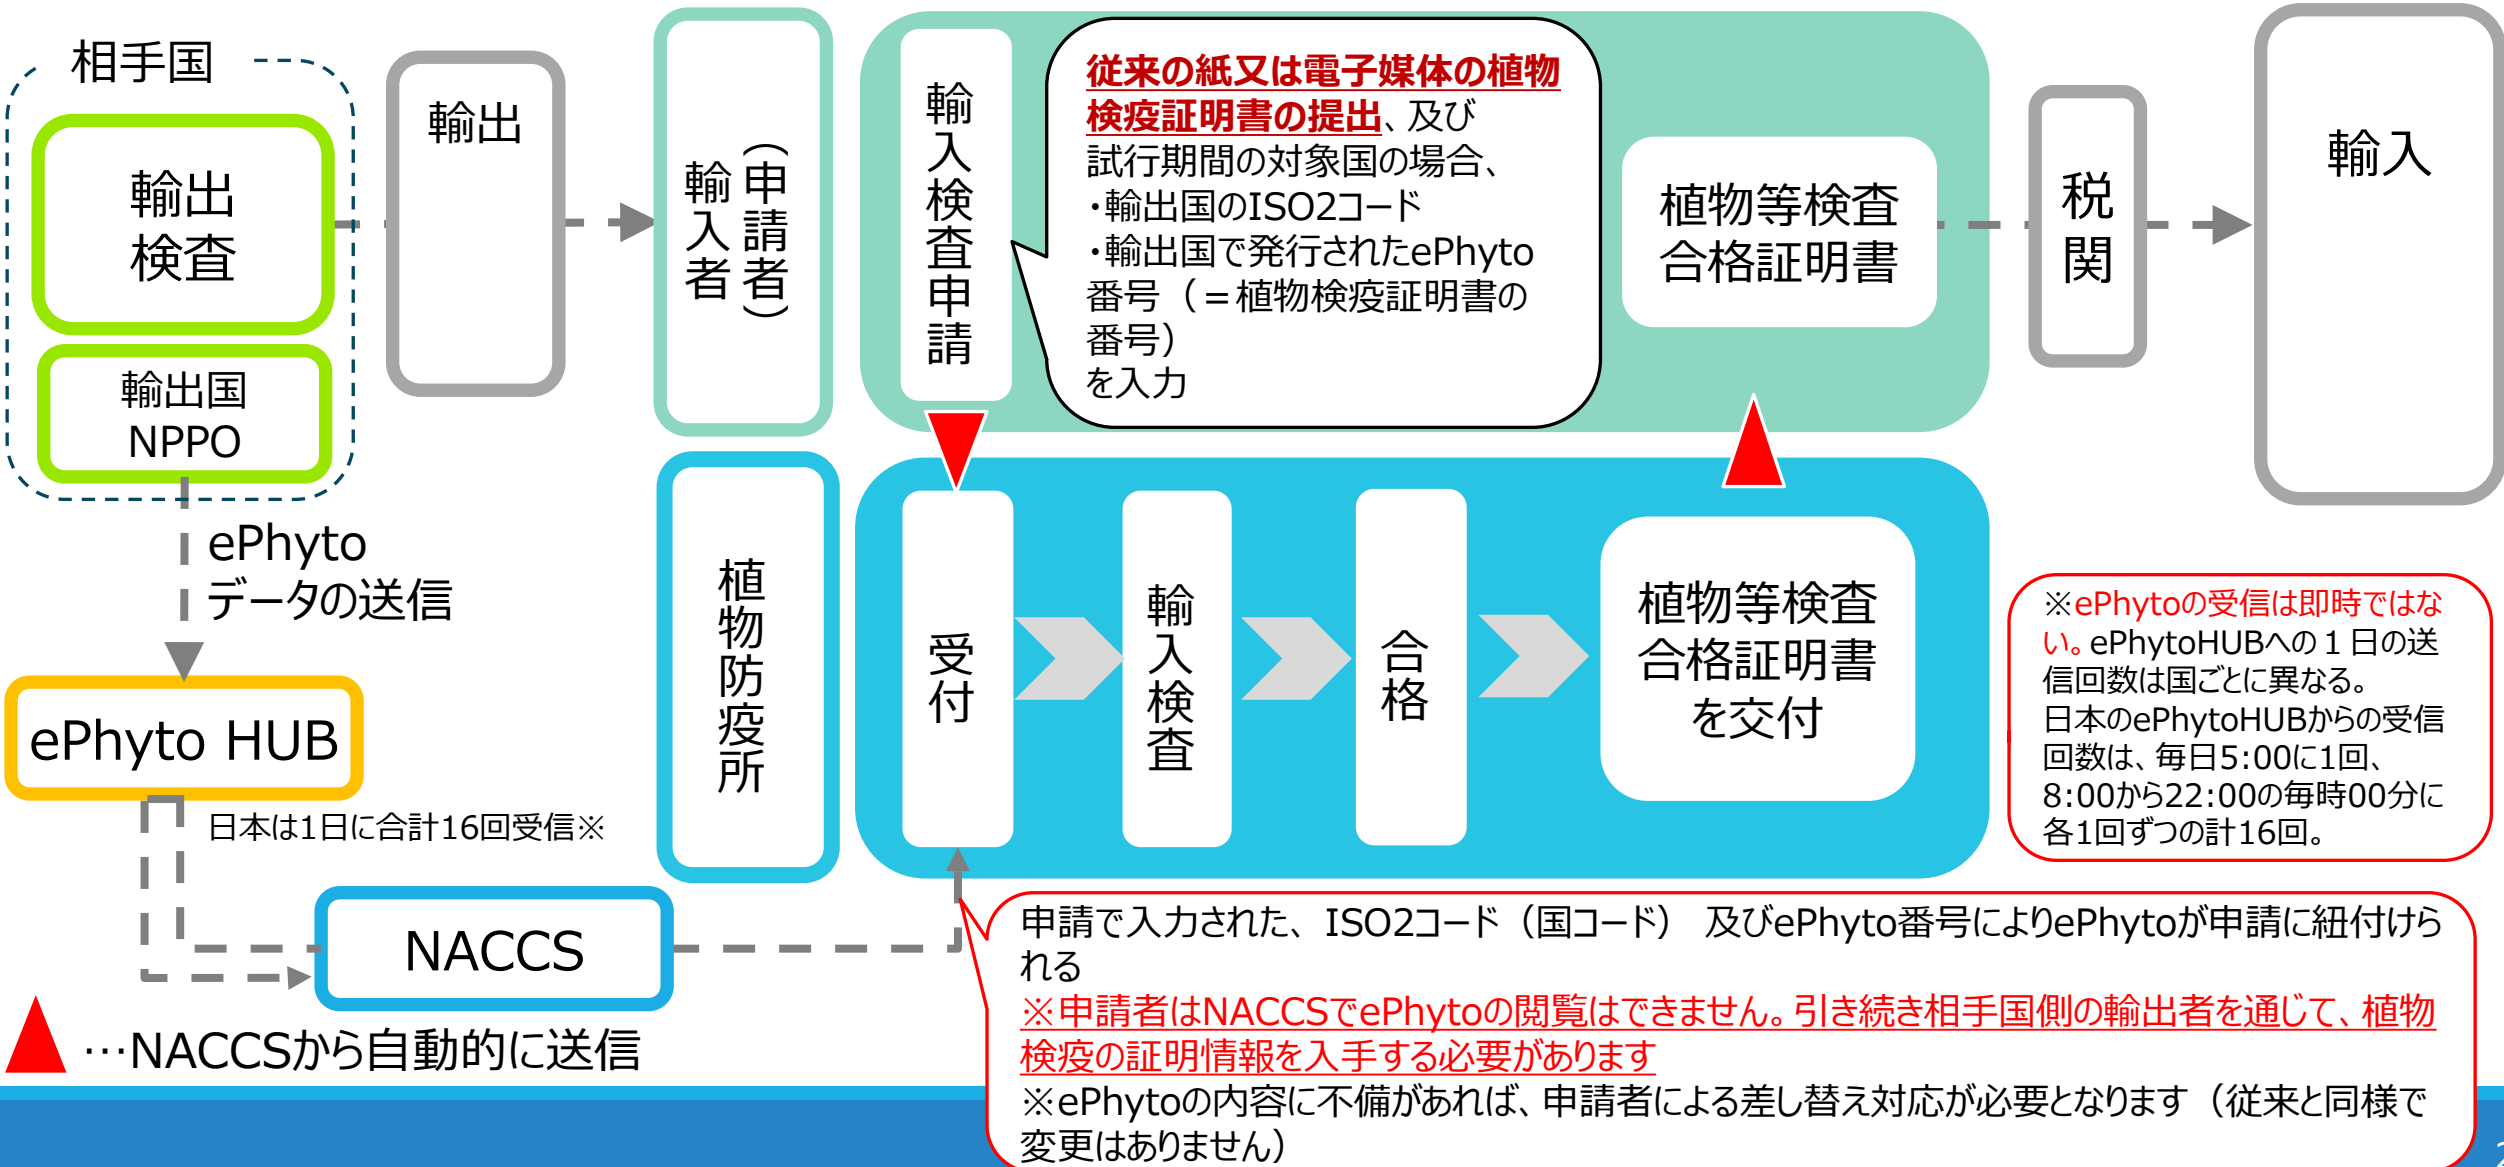 相手国
輸出
検査
輸出国
NPPO
輸出
輸入者
（申請者）
輸入検査申請
従来の紙又は電子媒体の植物
検疫証明書の提出、及び
試行期間の対象国の場合、
・輸出国のISO2コード
・輸出国で発行されたePhyto
番号（＝植物検疫証明書の
番号）
を入力
植物等検査
合格証明書
税関
輸入
ePhyto
データの送信
ePhyto HUB
日本は1日に合計16回受信※
NACCS
…NACCSから自動的に送信
植物防疫所
受付
輸入検査
合格
植物等検査
合格証明書
を交付
※ePhytoの受信は即時ではな
い。ePhytoHUBへの１日の送
信回数は国ごとに異なる。
日本のePhytoHUBからの受信
回数は、毎日5:00に1回、
8:00から22:00の毎時00分に
各1回ずつの計16回。
申請で入力された、ISO2コード（国コード） 及びePhyto番号によりePhytoが申請に紐付けら
れる
※申請者はNACCSでePhytoの閲覧はできません。引き続き相手国側の輸出者を通じて、植物
検疫の証明情報を入手する必要があります
※ePhytoの内容に不備があれば、申請者による差し替え対応が必要となります（従来と同様で
変更はありません）